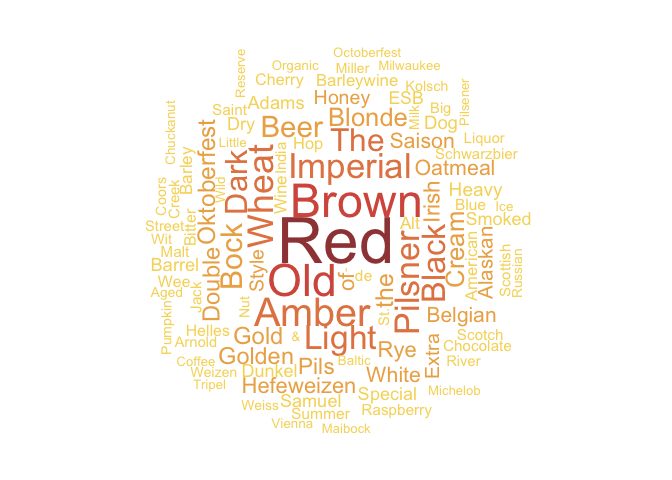 Octoberfest
Reserve
Organic
Miller
Milwaukee
Cherry
Barleywine
Kolsch
Pilsener
Adams
Honey
ESB
Big
Milk
Chuckanut
Saint
Dry
Beer
Blonde
Dog
Little
Hop
The
Saison
Liquor
Schwarzbier
Barley
Oktoberfest
Dark
Wheat
India
Wine
Imperial
Oatmeal
Coors
Creek
Wild
Brown
Irish
Heavy
Blue
Ice
Street
Bitter
Red
Alt
Smoked
Wit
Malt
Bock
Style
Old
of
-
de
the
Pilsner
Black
Cream
American
Alaskan
Scottish
Russian
Barrel
Wee
Double
Aged
Jack
Nut
Amber
St.
Belgian
Pumpkin
Helles
Arnold
Gold
&
Light
Extra
Scotch
Chocolate
Coffee
Golden
Baltic
Rye
River
Weizen
Dunkel
Pils
White
Tripel
Hefeweizen
Michelob
Weiss
Samuel
Special
Summer
Raspberry
Vienna
Maibock